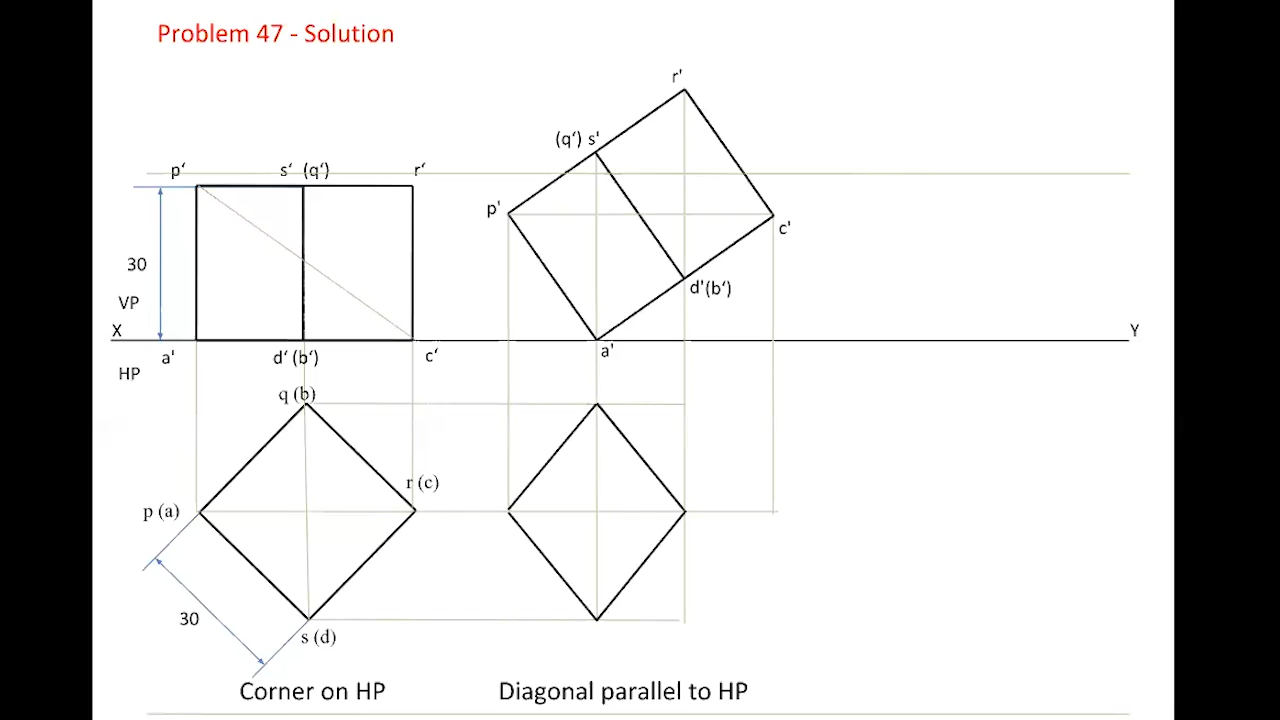 Problem 47 - Solution
r'
(q‘) s'
p‘ s‘ (q‘) r‘
p'
c'
30
d'(b‘)
VP
X Y
a' d‘ (b‘) c‘ a'
HP
q (b)
r (c)
p (a)
30
s (d)
Corner on HP Diagonal parallel to HP